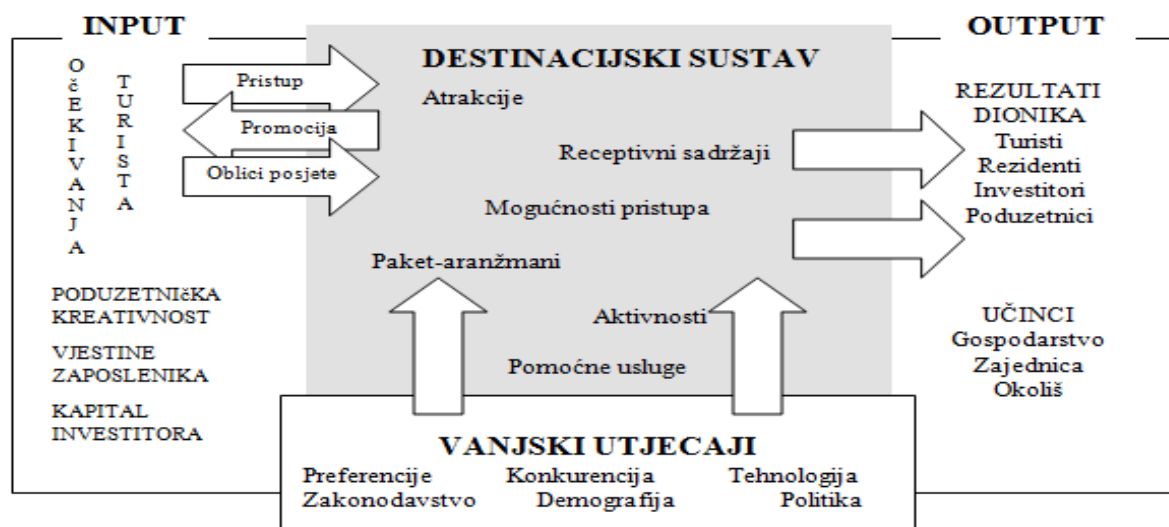 INPUT
OčEKIVANJA
TURISTA
Pristup
Promocija
Oblici posjete
PODUZETNIčKA
KREATIVNOST
VJESTINE
ZAPOSLENIKA
KAPITAL
INVESTITORA
DESTINACIJSKI SUSTAV
Atrakcije
Receptivni sadržaji
Mogućnosti pristupa
Paket-aranžmani
Aktivnosti
Pomoćne usluge
VANJSKI UTJECAJI
Preferencije Konkurencija Tehnologija
Zakonodavstvo Demografija Politika
OUTPUT
REZULTATI
DIONIKA
Turisti
Rezidenti
Investitori
Poduzetnici
UČINCI
Gospodarstvo
Zajednica
Okoliš